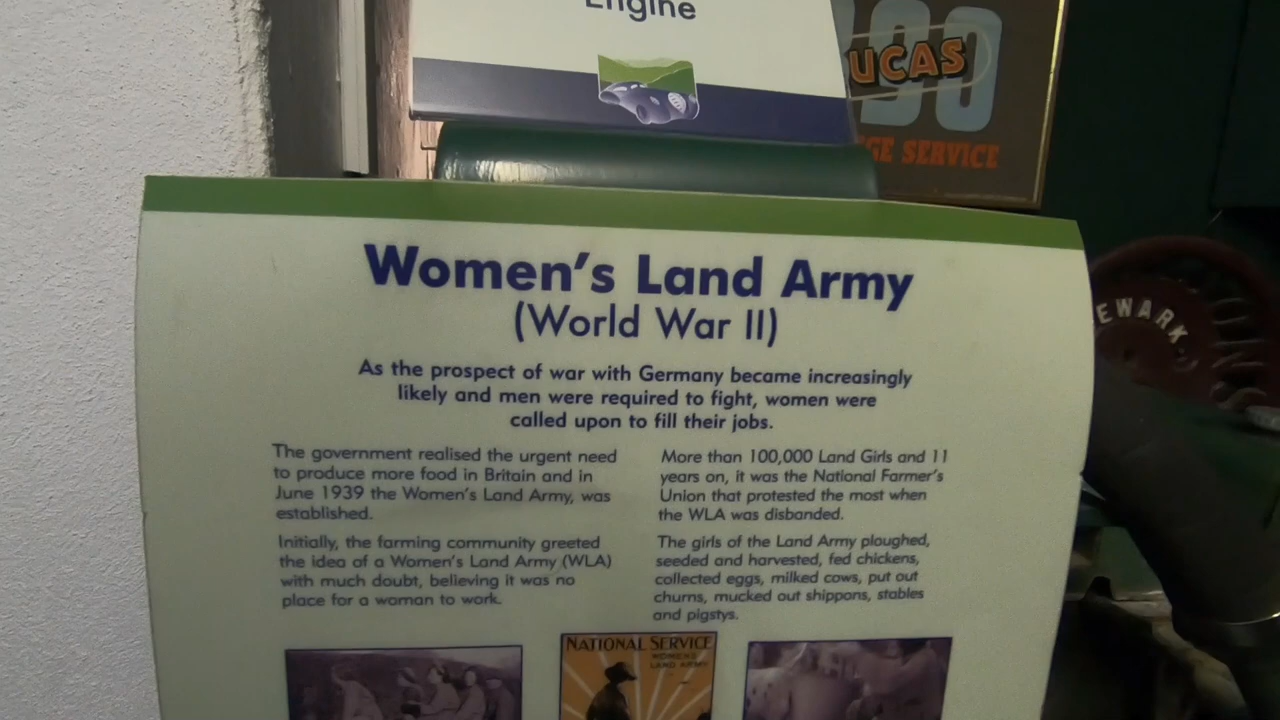 Engine
UCAS
GE SERVICE
EWARK
Women's Land Army
(World War II)
As the prospect of war with Germany became increasingly
likely and men were required to fight, women were
called upon to fill their jobs.
The government realised the urgent need
to produce more food in Britain and in
June 1939 the Women's Land Army, was
established.
Initially, the farming community greeted
the idea of a Women's Land Army (WLA)
with much doubt, believing it was no
place for a woman to work.
More than 100,000 Land Girls and 11
years on, it was the National Farmer's
Union that protested the most when
the WLA was disbanded.
The girls of the Land Army ploughed,
seeded and harvested, fed chickens,
collected eggs, milked cows, put out
churns, mucked out shippons, stables
and pigstys.
NATIONAL SERVICE
WOMEN'S
LAND ARMY